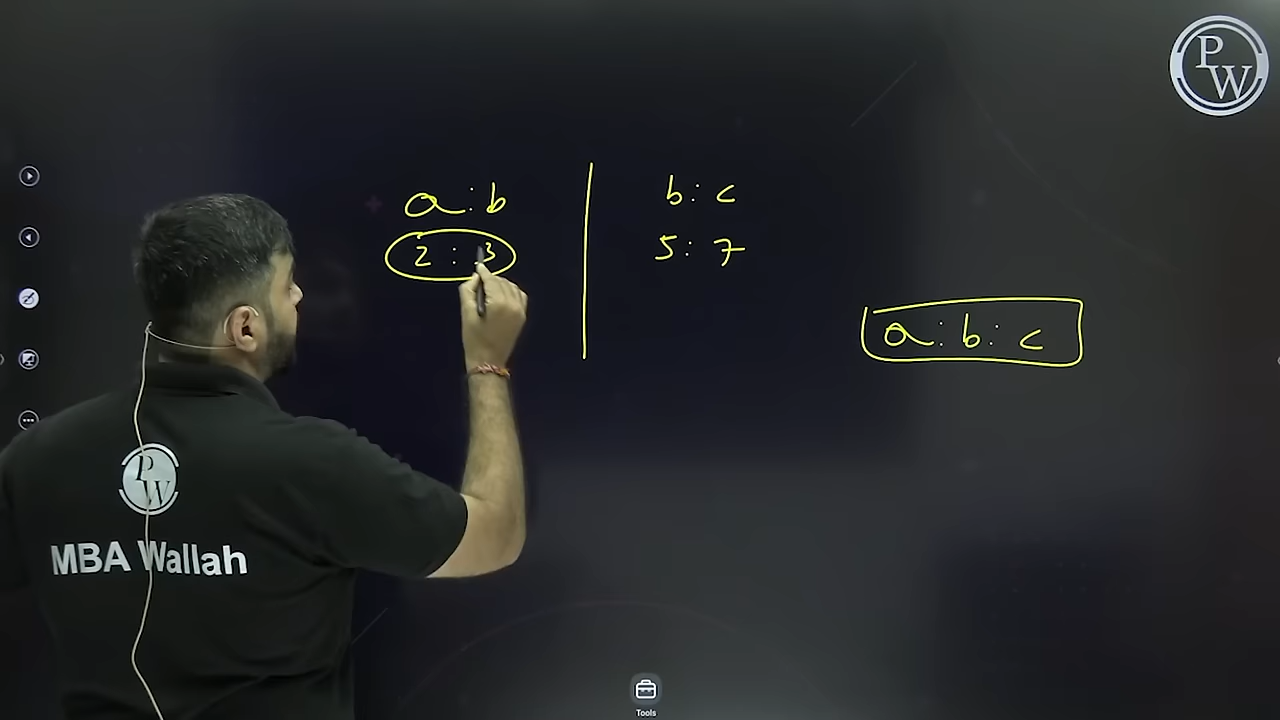 PW
a : b
2 : 3
b : c
5 : 7
a : b : c
PW
MBA Wallah
Tools